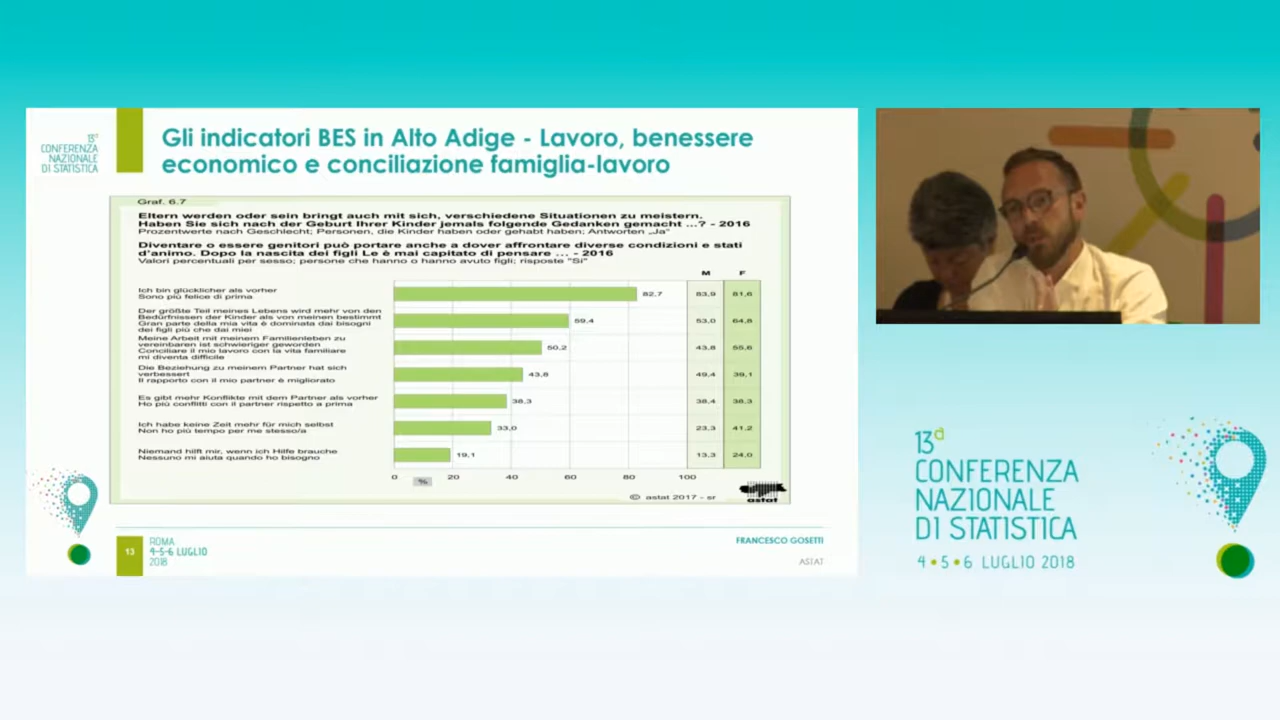 13ª
CONFERENZA
NAZIONALE
DI STATISTICA
Gli indicatori BES in Alto Adige - Lavoro, benessere
economico e conciliazione famiglia-lavoro
Graf. 6.7
Eltern werden oder sein bringt auch mit sich, verschiedene Situationen zu meistern.
Haben Sie sich nach der Geburt Ihrer Kinder jemals folgende Gedanken gemacht ...? - 2016
Prozentwerte nach Geschlecht; Personen, die Kinder haben oder gehabt haben; Antworten „Ja"
Diventare o essere genitori può portare anche a dover affrontare diverse condizioni e stati
d'animo. Dopo la nascita dei figli Le è mai capitato di pensare ... - 2016
Valori percentuali per sesso; persone che hanno o hanno avuto figli; risposte "Sì"
M F
Ich bin glücklicher als vorher
Sono più felice di prima
82,7 83,9 81,6
Der größte Teil meines Lebens wird mehr von den
Bedürfnissen der Kinder als von meinen bestimmt
Gran parte della mia vita è dominata dai bisogni
dei figli più che dai miei
59,4 53,0 64,8
Meine Arbeit mit meinem Familienleben zu
vereinbaren ist schwieriger geworden
Conciliare il mio lavoro con la vita familiare
mi diventa difficile
50,2 43,8 55,6
Die Beziehung zu meinem Partner hat sich
verbessert
Il rapporto con il mio partner è migliorato
43,8 49,4 39,1
Es gibt mehr Konflikte mit dem Partner als vorher
Ho più conflitti con il partner rispetto a prima
38,3 38,4 38,3
Ich habe keine Zeit mehr für mich selbst
Non ho più tempo per me stesso/a
33,0 23,3 41,2
Niemand hilft mir, wenn ich Hilfe brauche
Nessuno mi aiuta quando ho bisogno
19,1 13,3 24,0
0 20 40 60 80 100
%
© astat 2017 - sr
astat
13
ROMA
4-5-6 LUGLIO
2018
FRANCESCO GOSETTI
ASTAT
13ª
CONFERENZA
NAZIONALE
DI STATISTICA
4 • 5 • 6 LUGLIO 2018